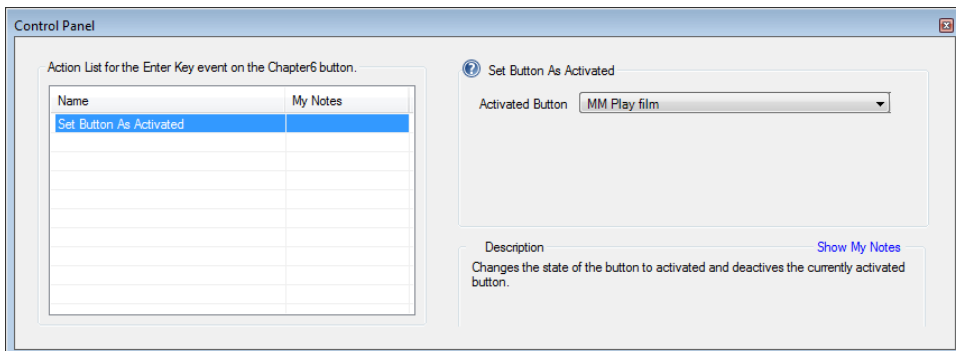 Control Panel
Action List for the Enter Key event on the Chapter6 button.
Name My Notes
Set Button As Activated
Set Button As Activated
Activated Button MM Play film
Description Show My Notes
Changes the state of the button to activated and deactives the currently activated
button.